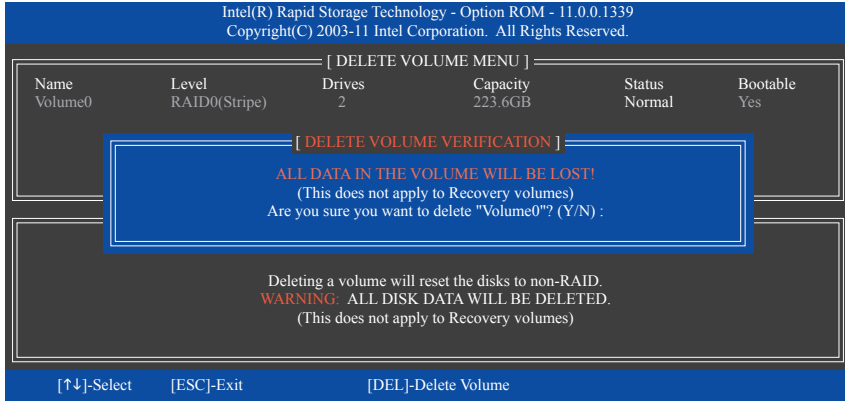 Intel(R) Rapid Storage Technology - Option ROM - 11.0.0.1339
Copyright(C) 2003-11 Intel Corporation. All Rights Reserved.
[ DELETE VOLUME MENU ]
Name Level Drives Capacity Status Bootable
Volume0 RAID0(Stripe) 2 223.6GB Normal Yes
[ DELETE VOLUME VERIFICATION ]
ALL DATA IN THE VOLUME WILL BE LOST!
(This does not apply to Recovery volumes)
Are you sure you want to delete "Volume0"? (Y/N) :
Deleting a volume will reset the disks to non-RAID.
WARNING: ALL DISK DATA WILL BE DELETED.
(This does not apply to Recovery volumes)
[↑↓]-Select [ESC]-Exit [DEL]-Delete Volume